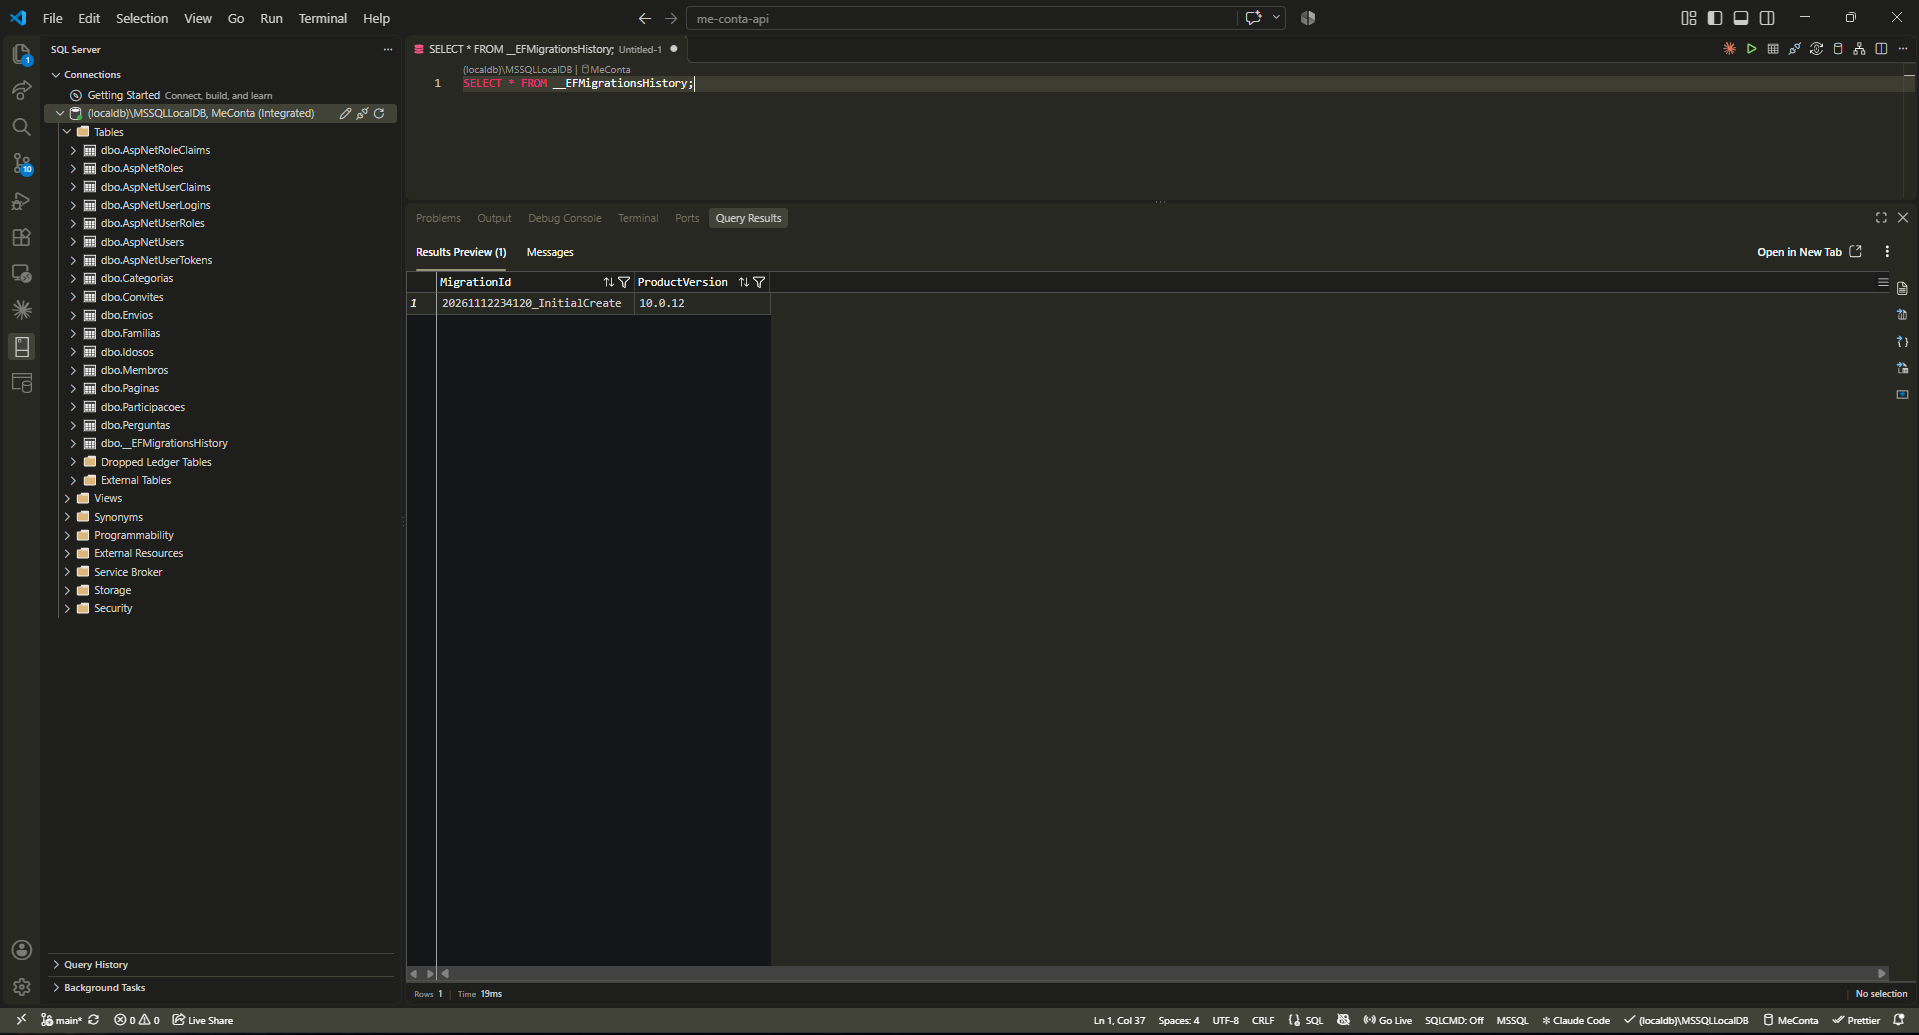 File Edit Selection View Go Run Terminal Help
me-conta-api
SQL Server
Connections
Getting Started Connect, build, and learn
(localdb)\MSSQLLocalDB, MeConta (Integrated)
Tables
dbo.AspNetRoleClaims
dbo.AspNetRoles
dbo.AspNetUserClaims
dbo.AspNetUserLogins
dbo.AspNetUserRoles
dbo.AspNetUsers
dbo.AspNetUserTokens
dbo.Categorias
dbo.Convites
dbo.Envios
dbo.Familias
dbo.Idosos
dbo.Membros
dbo.Paginas
dbo.Participacoes
dbo.Perguntas
dbo.__EFMigrationsHistory
Dropped Ledger Tables
External Tables
Views
Synonyms
Programmability
External Resources
Service Broker
Storage
Security
Query History
Background Tasks
1
10
SELECT * FROM __EFMigrationsHistory; Untitled-1
(localdb)\MSSQLLocalDB | MeConta
1 SELECT * FROM __EFMigrationsHistory;
Problems Output Debug Console Terminal Ports Query Results
Results Preview (1) Messages Open in New Tab
MigrationId ProductVersion
1 20261112234120_InitialCreate 10.0.12
Rows 1 | Time 19ms No selection
main* 0 0 Live Share Ln 1, Col 37 Spaces: 4 UTF-8 CRLF SQL Go Live SQLCMD: Off MSSQL Claude Code (localdb)\MSSQLLocalDB MeConta Prettier